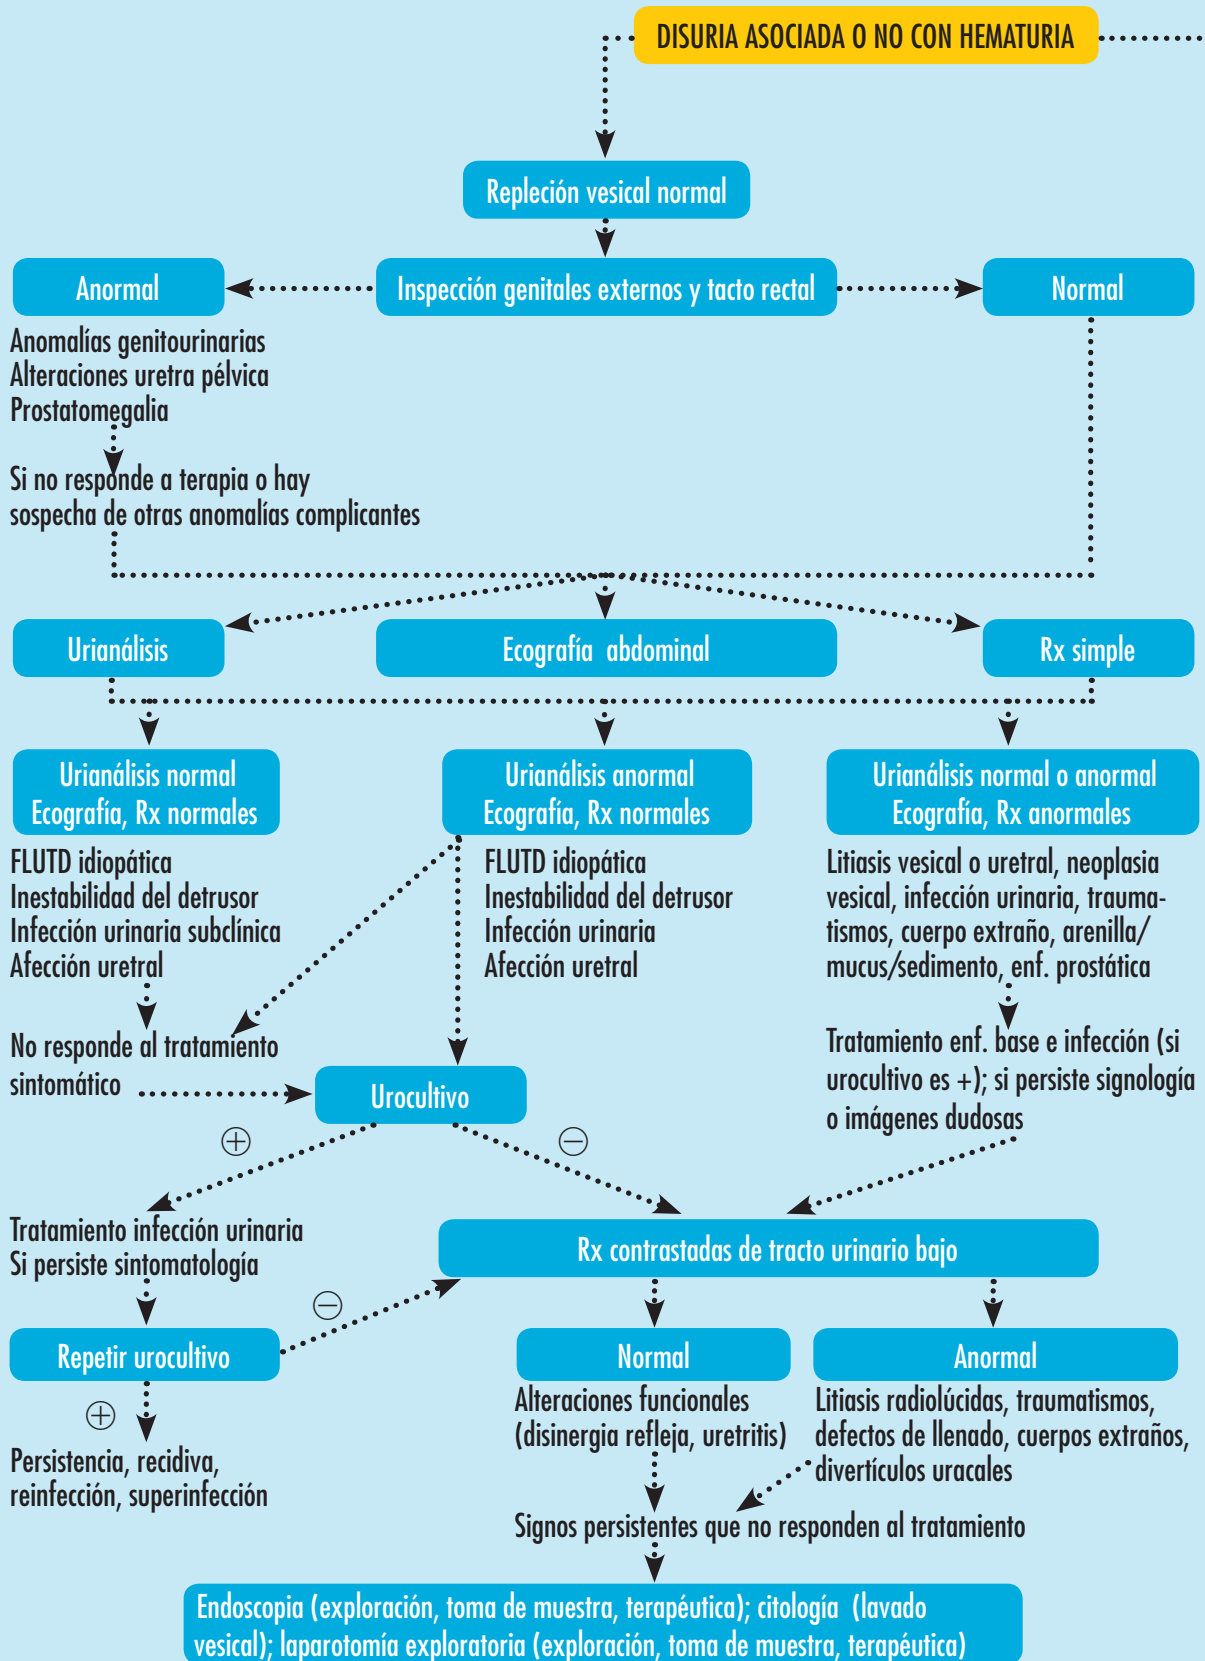 DISURIA ASOCIADA O NO CON HEMATURIA
Repleción vesical normal
Anormal
Inspección genitales externos y tacto rectal
Normal
Anomalías genitourinarias
Alteraciones uretra pélvica
Prostatomegalia
Si no responde a terapia o hay
sospecha de otras anomalías complicantes
Urianálisis
Ecografía abdominal
Rx simple
Urianálisis normal
Ecografía, Rx normales
Urianálisis anormal
Ecografía, Rx normales
Urianálisis normal o anormal
Ecografía, Rx anormales
FLUTD idiopática
Inestabilidad del detrusor
Infección urinaria subclínica
Afección uretral
FLUTD idiopática
Inestabilidad del detrusor
Infección urinaria
Afección uretral
Litiasis vesical o uretral, neoplasia
vesical, infección urinaria, trauma-
tismos, cuerpo extraño, arenilla/
mucus/sedimento, enf. prostática
No responde al tratamiento
sintomático
Tratamiento enf. base e infección (si
urocultivo es +); si persiste signología
o imágenes dudosas
Urocultivo
+
−
Tratamiento infección urinaria
Si persiste sintomatología
Rx contrastadas de tracto urinario bajo
−
Repetir urocultivo
Normal
Anormal
+
Alteraciones funcionales
(disinergia refleja, uretritis)
Litiasis radiolúcidas, traumatismos,
defectos de llenado, cuerpos extraños,
divertículos uracales
Persistencia, recidiva,
reinfección, superinfección
Signos persistentes que no responden al tratamiento
Endoscopia (exploración, toma de muestra, terapéutica); citología (lavado
vesical); laparotomía exploratoria (exploración, toma de muestra, terapéutica)